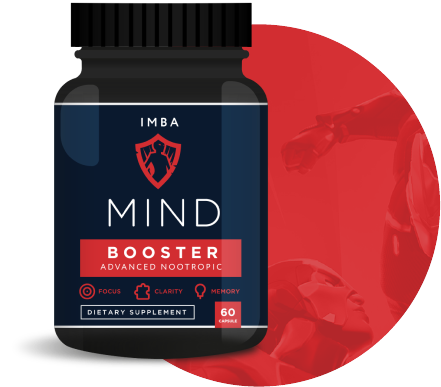 IMBA
MIND
BOOSTER
ADVANCED NOOTROPIC
FOCUS CLARITY MEMORY
DIETARY SUPPLEMENT
60
CAPSULE